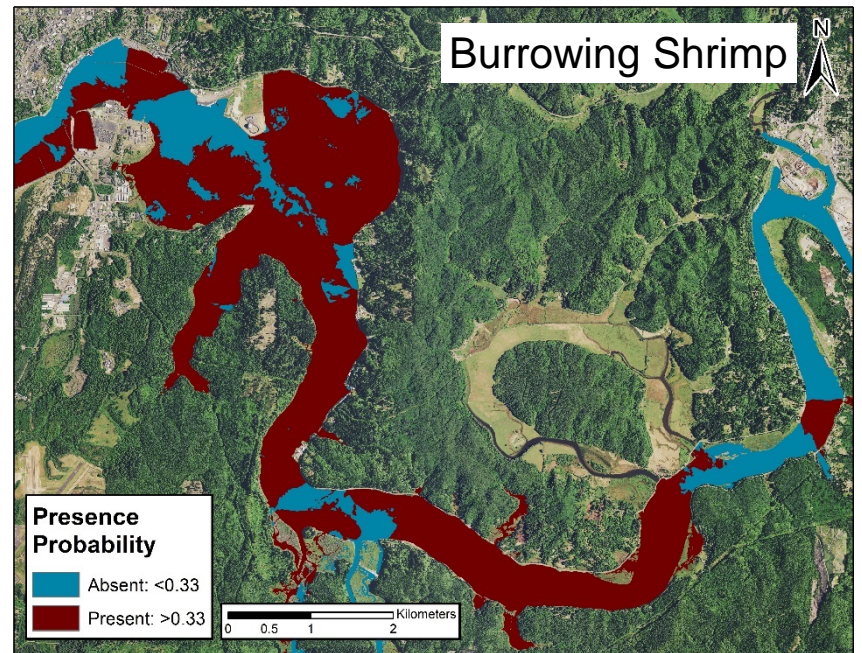 Burrowing Shrimp
N
Presence
Probability
Absent: <0.33
Present: >0.33
Kilometers
0 0.5 1 2